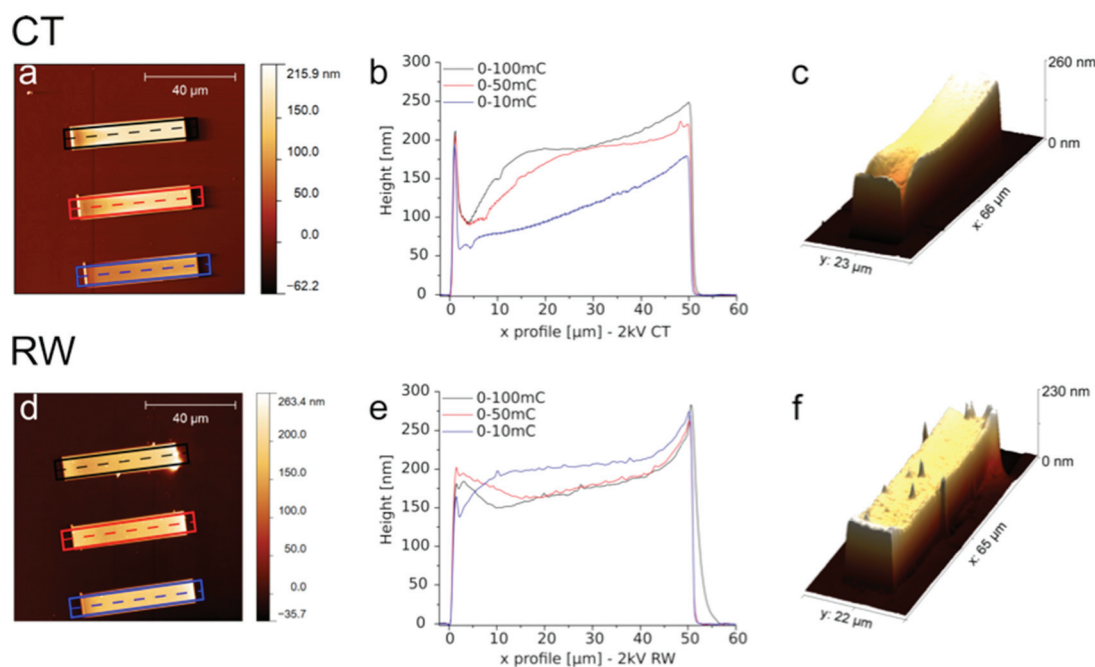 CT
a
40 µm
215.9 nm
150.0
100.0
50.0
0.0
−62.2
b
Height [nm]
300
250
200
150
100
50
0
0-100mC
0-50mC
0-10mC
0 10 20 30 40 50 60
x profile [µm] - 2kV CT
c
260 nm
0 nm
x: 66 µm
y: 23 µm
RW
d
40 µm
263.4 nm
200.0
150.0
100.0
50.0
0.0
−35.7
e
Height [nm]
300
250
200
150
100
50
0
0-100mC
0-50mC
0-10mC
0 10 20 30 40 50 60
x profile [µm] - 2kV RW
f
230 nm
0 nm
x: 65 µm
y: 22 µm